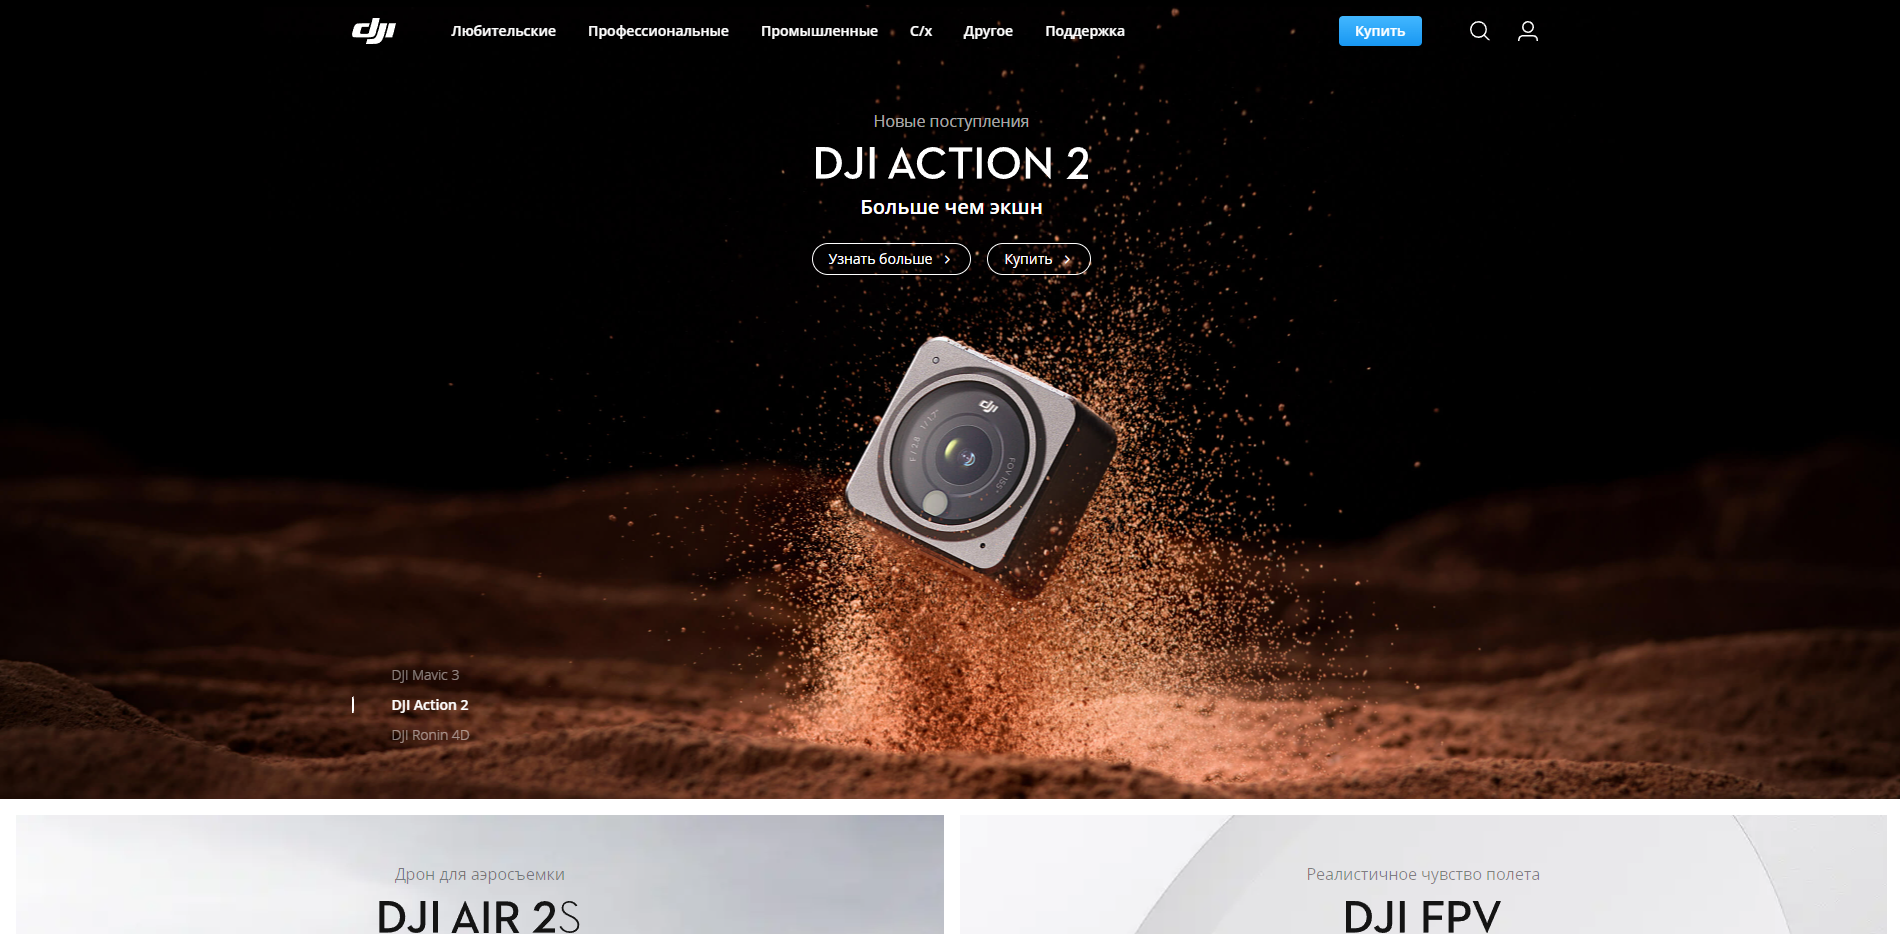 dji
Любительские Профессиональные Промышленные С/х Другое Поддержка Купить
Новые поступления
DJI ACTION 2
Больше чем экшн
Узнать больше Купить
dji
F / 2.8 1 / 1.7"
FOV 155°
DJI Mavic 3
DJI Action 2
DJI Ronin 4D
Дрон для аэросъемки
DJI AIR 2S
Реалистичное чувство полета
DJI FPV